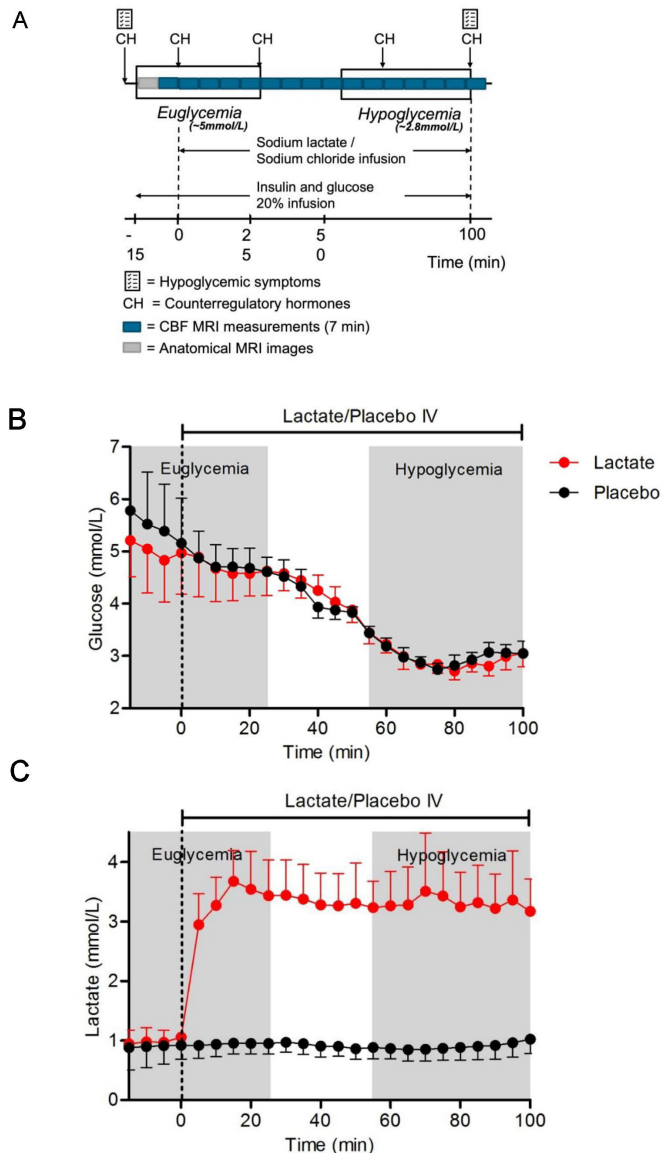 A
CH CH CH CH CH
Euglycemia
(~5mmol/L)
Hypoglycemia
(~2.8mmol/L)
Sodium lactate /
Sodium chloride infusion
Insulin and glucose
20% infusion
- 0 2 5 100
15 5 0 Time (min)
= Hypoglycemic symptoms
CH = Counterregulatory hormones
= CBF MRI measurements (7 min)
= Anatomical MRI images
B
Lactate/Placebo IV
Euglycemia Hypoglycemia
Lactate
Placebo
7
6
5
4
3
2
Glucose (mmol/L)
0 20 40 60 80 100
Time (min)
C
Lactate/Placebo IV
Euglycemia Hypoglycemia
4
3
2
1
0
Lactate (mmol/L)
0 20 40 60 80 100
Time (min)